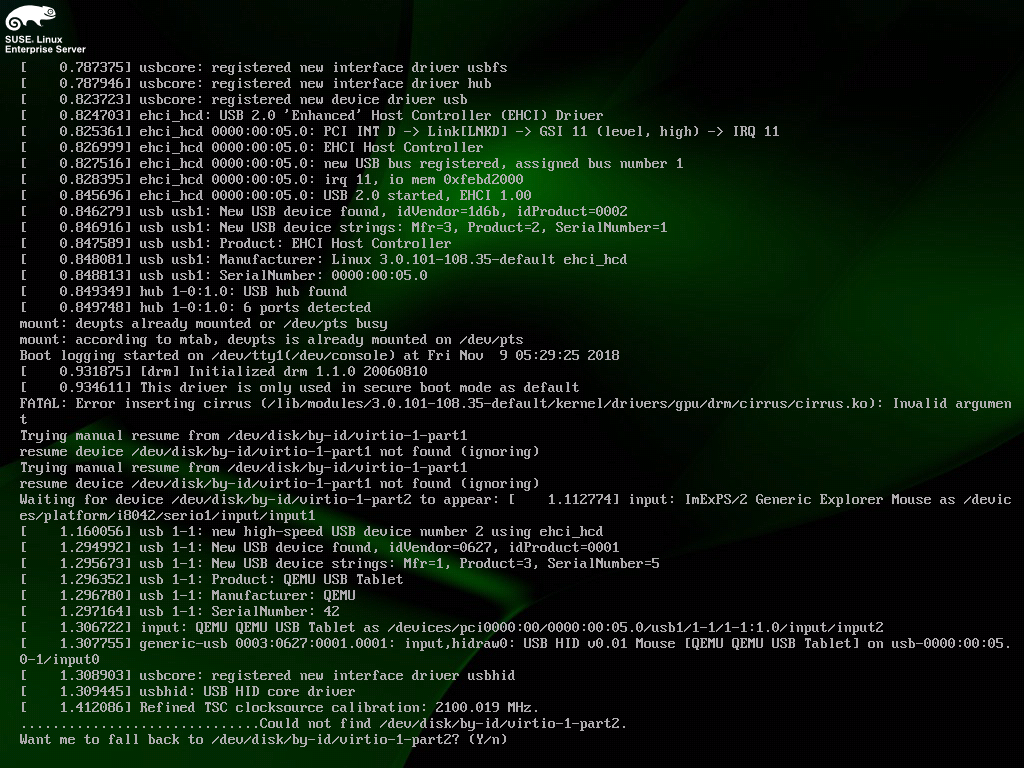 SUSE. Linux
Enterprise Server
[    0.787375] usbcore: registered new interface driver usbfs
[    0.787946] usbcore: registered new interface driver hub
[    0.823723] usbcore: registered new device driver usb
[    0.824703] ehci_hcd: USB 2.0 'Enhanced' Host Controller (EHCI) Driver
[    0.825361] ehci_hcd 0000:00:05.0: PCI INT D -> Link[LNKD] -> GSI 11 (level, high) -> IRQ 11
[    0.826999] ehci_hcd 0000:00:05.0: EHCI Host Controller
[    0.827516] ehci_hcd 0000:00:05.0: new USB bus registered, assigned bus number 1
[    0.828395] ehci_hcd 0000:00:05.0: irq 11, io mem 0xfebd2000
[    0.845696] ehci_hcd 0000:00:05.0: USB 2.0 started, EHCI 1.00
[    0.846279] usb usb1: New USB device found, idVendor=1d6b, idProduct=0002
[    0.846916] usb usb1: New USB device strings: Mfr=3, Product=2, SerialNumber=1
[    0.847589] usb usb1: Product: EHCI Host Controller
[    0.848081] usb usb1: Manufacturer: Linux 3.0.101-108.35-default ehci_hcd
[    0.848813] usb usb1: SerialNumber: 0000:00:05.0
[    0.849349] hub 1-0:1.0: USB hub found
[    0.849748] hub 1-0:1.0: 6 ports detected
mount: devpts already mounted or /dev/pts busy
mount: according to mtab, devpts is already mounted on /dev/pts
Boot logging started on /dev/tty1(/dev/console) at Fri Nov  9 05:29:25 2018
[    0.931875] [drm] Initialized drm 1.1.0 20060810
[    0.934611] This driver is only used in secure boot mode as default
FATAL: Error inserting cirrus (/lib/modules/3.0.101-108.35-default/kernel/drivers/gpu/drm/cirrus/cirrus.ko): Invalid argumen
t
Trying manual resume from /dev/disk/by-id/virtio-1-part1
resume device /dev/disk/by-id/virtio-1-part1 not found (ignoring)
Trying manual resume from /dev/disk/by-id/virtio-1-part1
resume device /dev/disk/by-id/virtio-1-part1 not found (ignoring)
Waiting for device /dev/disk/by-id/virtio-1-part2 to appear: [    1.112774] input: ImExPS/2 Generic Explorer Mouse as /devic
es/platform/i8042/serio1/input/input1
[    1.160056] usb 1-1: new high-speed USB device number 2 using ehci_hcd
[    1.294992] usb 1-1: New USB device found, idVendor=0627, idProduct=0001
[    1.295673] usb 1-1: New USB device strings: Mfr=1, Product=3, SerialNumber=5
[    1.296352] usb 1-1: Product: QEMU USB Tablet
[    1.296780] usb 1-1: Manufacturer: QEMU
[    1.297164] usb 1-1: SerialNumber: 42
[    1.306722] input: QEMU QEMU USB Tablet as /devices/pci0000:00/0000:00:05.0/usb1/1-1/1-1:1.0/input/input2
[    1.307755] generic-usb 0003:0627:0001.0001: input,hidraw0: USB HID v0.01 Mouse [QEMU QEMU USB Tablet] on usb-0000:00:05.
0-1/input0
[    1.308903] usbcore: registered new interface driver usbhid
[    1.309445] usbhid: USB HID core driver
[    1.412086] Refined TSC clocksource calibration: 2100.019 MHz.
..............................Could not find /dev/disk/by-id/virtio-1-part2.
Want me to fall back to /dev/disk/by-id/virtio-1-part2? (Y/n)